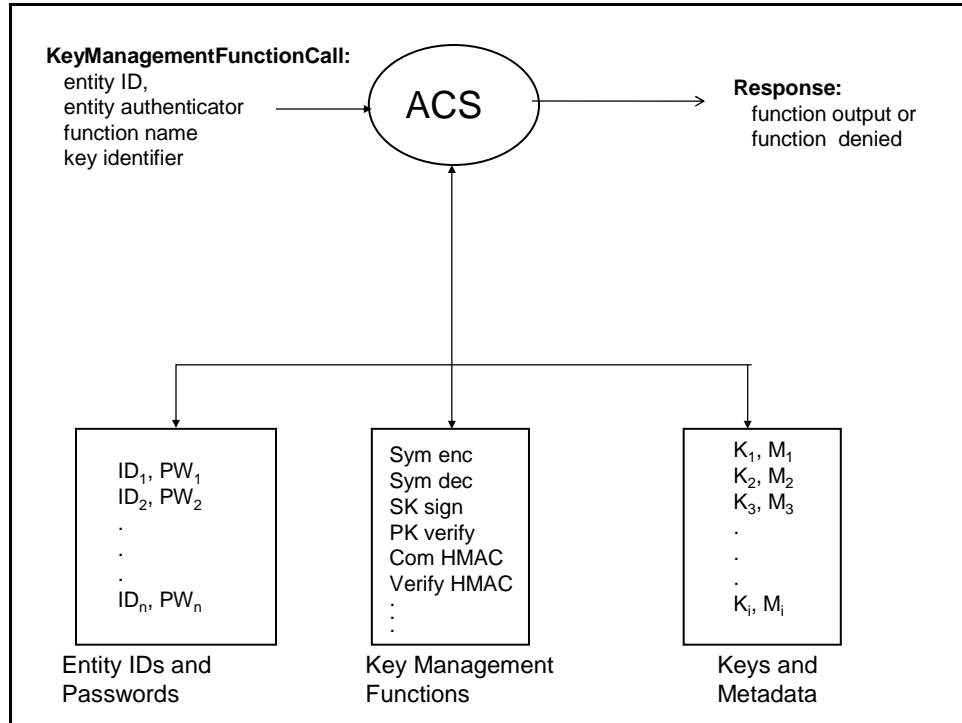 KeyManagementFunctionCall:
entity ID,
entity authenticator
function name
key identifier
ACS
Response:
function output or
function denied
ID₁, PW₁
ID₂, PW₂
.
.
.
IDₙ, PWₙ
Entity IDs and
Passwords
Sym enc
Sym dec
SK sign
PK verify
Com HMAC
Verify HMAC
.
.
.
Key Management
Functions
K₁, M₁
K₂, M₂
K₃, M₃
.
.
.
Kᵢ, Mᵢ
Keys and
Metadata